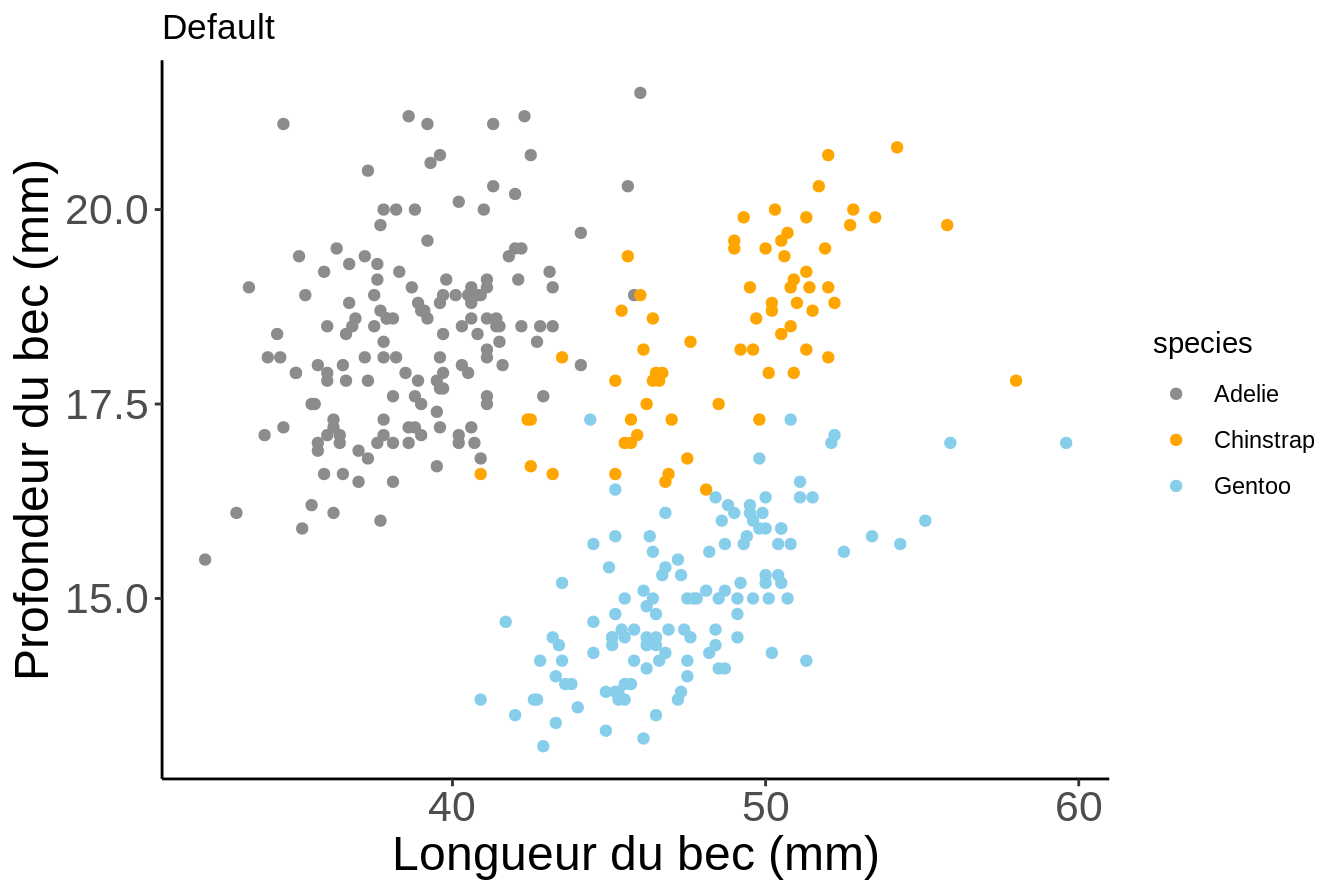 Default
Profondeur du bec (mm)
20.0
17.5
15.0
40 50 60
Longueur du bec (mm)
species
Adelie
Chinstrap
Gentoo